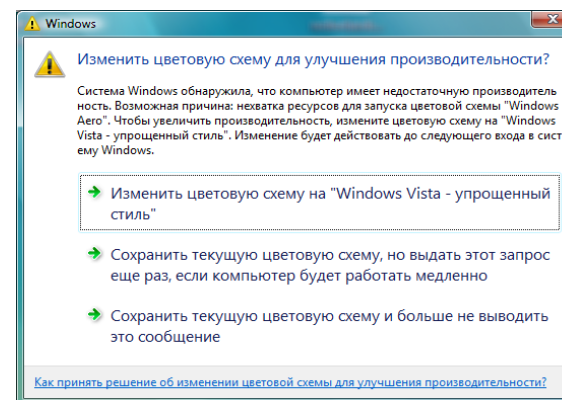 Windows
Изменить цветовую схему для улучшения производительности?
Система Windows обнаружила, что компьютер имеет недостаточную производитель
ность. Возможная причина: нехватка ресурсов для запуска цветовой схемы "Windows
Aero". Чтобы увеличить производительность, измените цветовую схему на "Windows
Vista - упрощенный стиль". Изменение будет действовать до следующего входа в сист
ему Windows.
Изменить цветовую схему на "Windows Vista - упрощенный
стиль"
Сохранить текущую цветовую схему, но выдать этот запрос
еще раз, если компьютер будет работать медленно
Сохранить текущую цветовую схему и больше не выводить
это сообщение
Как принять решение об изменении цветовой схемы для улучшения производительности?